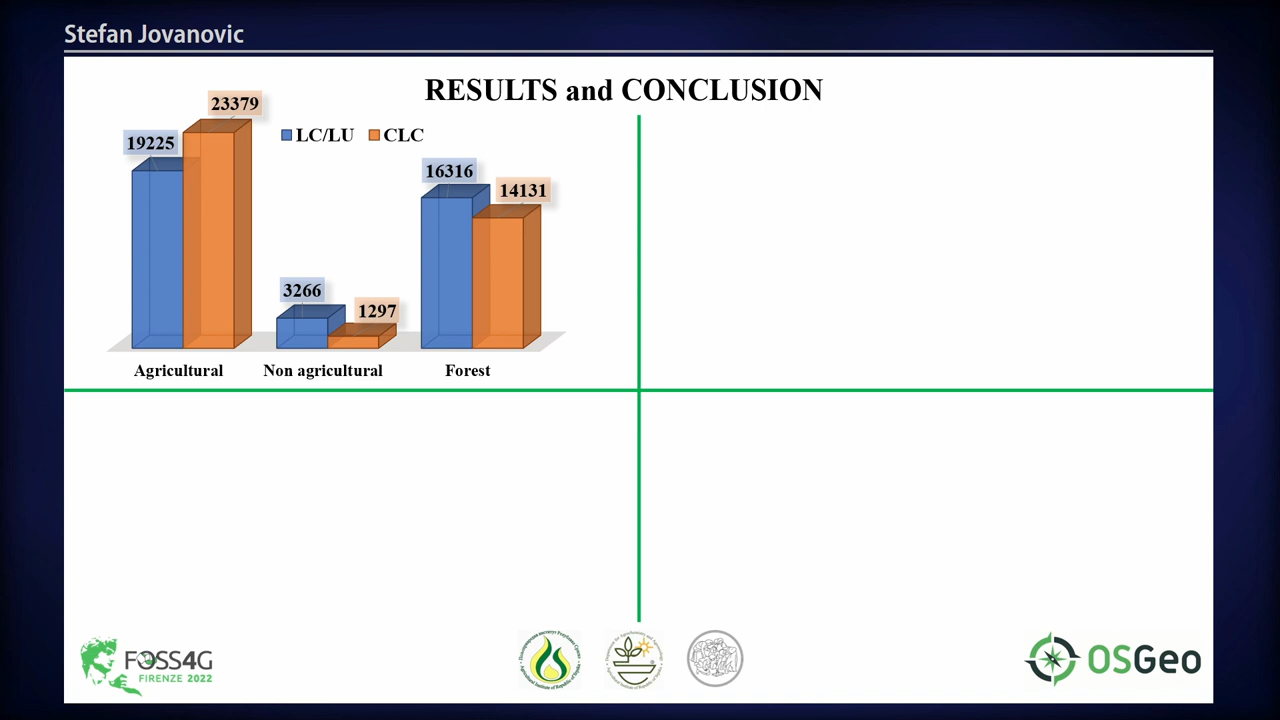 Stefan Jovanovic
RESULTS and CONCLUSION
23379
19225
LC/LU CLC
16316
14131
3266
1297
Agricultural Non agricultural Forest
FOSS4G
FIRENZE 2022
OSGeo